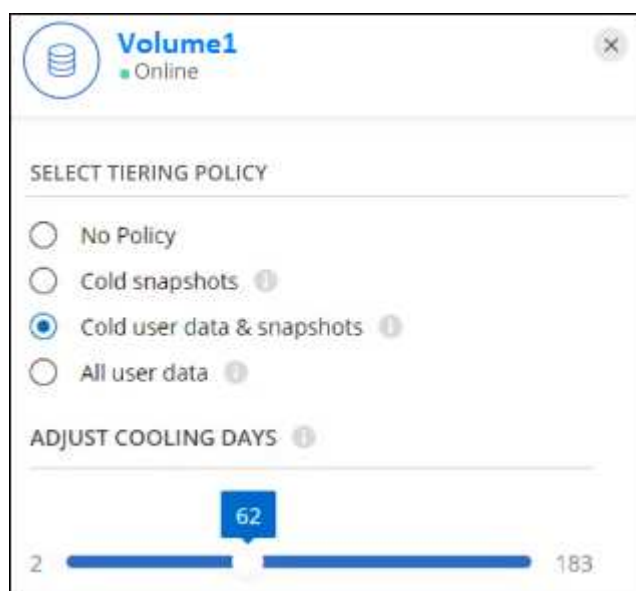 Volume1
Online
SELECT TIERING POLICY
No Policy
Cold snapshots
Cold user data & snapshots
All user data
ADJUST COOLING DAYS
62
2 183